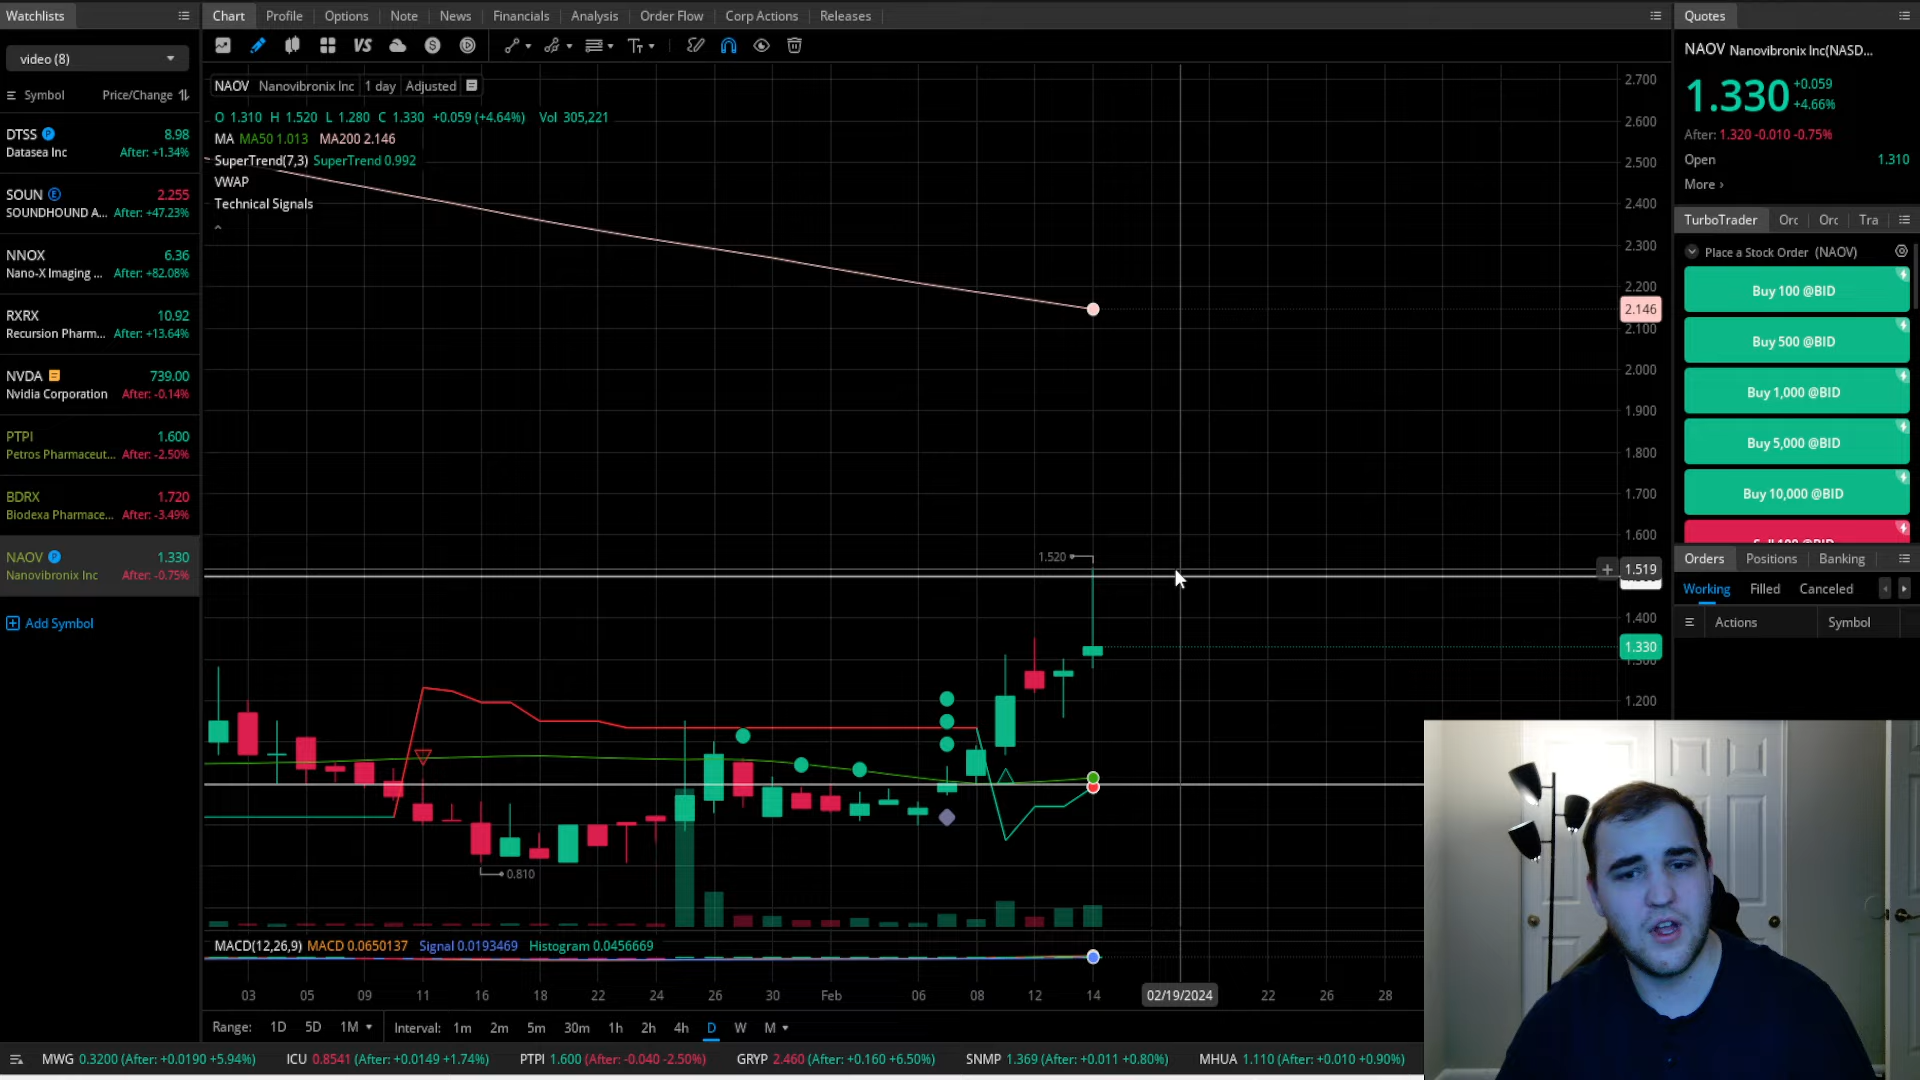 Watchlists
Chart Profile Options Note News Financials Analysis Order Flow Corp Actions Releases
Quotes
video (8)
VS
NAOV Nanovibronix Inc(NASD...
1.330 +0.059
+4.66%
After: 1.320 -0.010 -0.75%
Open 1.310
More ›
Symbol Price/Change
DTSS 8.98
Datasea Inc After: +1.34%
SOUN 2.255
SOUNDHOUND A... After: +47.23%
NNOX 6.36
Nano-X Imaging ... After: +82.08%
RXRX 10.92
Recursion Pharm... After: +13.64%
NVDA 739.00
Nvidia Corporation After: -0.14%
PTPI 1.600
Petros Pharmaceut... After: -2.50%
BDRX 1.720
Biodexa Pharmace... After: -3.49%
NAOV 1.330
Nanovibronix Inc After: -0.75%
Add Symbol
NAOV Nanovibronix Inc 1 day Adjusted
O 1.310 H 1.520 L 1.280 C 1.330 +0.059 (+4.64%) Vol 305,221
MA MA50 1.013 MA200 2.146
SuperTrend(7,3) SuperTrend 0.992
VWAP
Technical Signals
2.700
2.600
2.500
2.400
2.300
2.200
2.146
2.100
2.000
1.900
1.800
1.700
1.600
1.520
1.519
1.400
1.330
1.200
0.810
TurboTrader Orc Orc Tra
Place a Stock Order (NAOV)
Buy 100 @BID
Buy 500 @BID
Buy 1,000 @BID
Buy 5,000 @BID
Buy 10,000 @BID
Orders Positions Banking
Working Filled Canceled
Actions Symbol
MACD(12,26,9) MACD 0.0650137 Signal 0.0193469 Histogram 0.0456669
03 05 09 11 16 18 22 24 26 30 Feb 06 08 12 14 02/19/2024 22 26 28
Range: 1D 5D 1M Interval: 1m 2m 5m 30m 1h 2h 4h D W M
MWG 0.3200 (After: +0.0190 +5.94%) ICU 0.8541 (After: +0.0149 +1.74%) PTPI 1.600 (After: -0.040 -2.50%) GRYP 2.460 (After: +0.160 +6.50%) SNMP 1.369 (After: +0.011 +0.80%) MHUA 1.110 (After: +0.010 +0.90%)